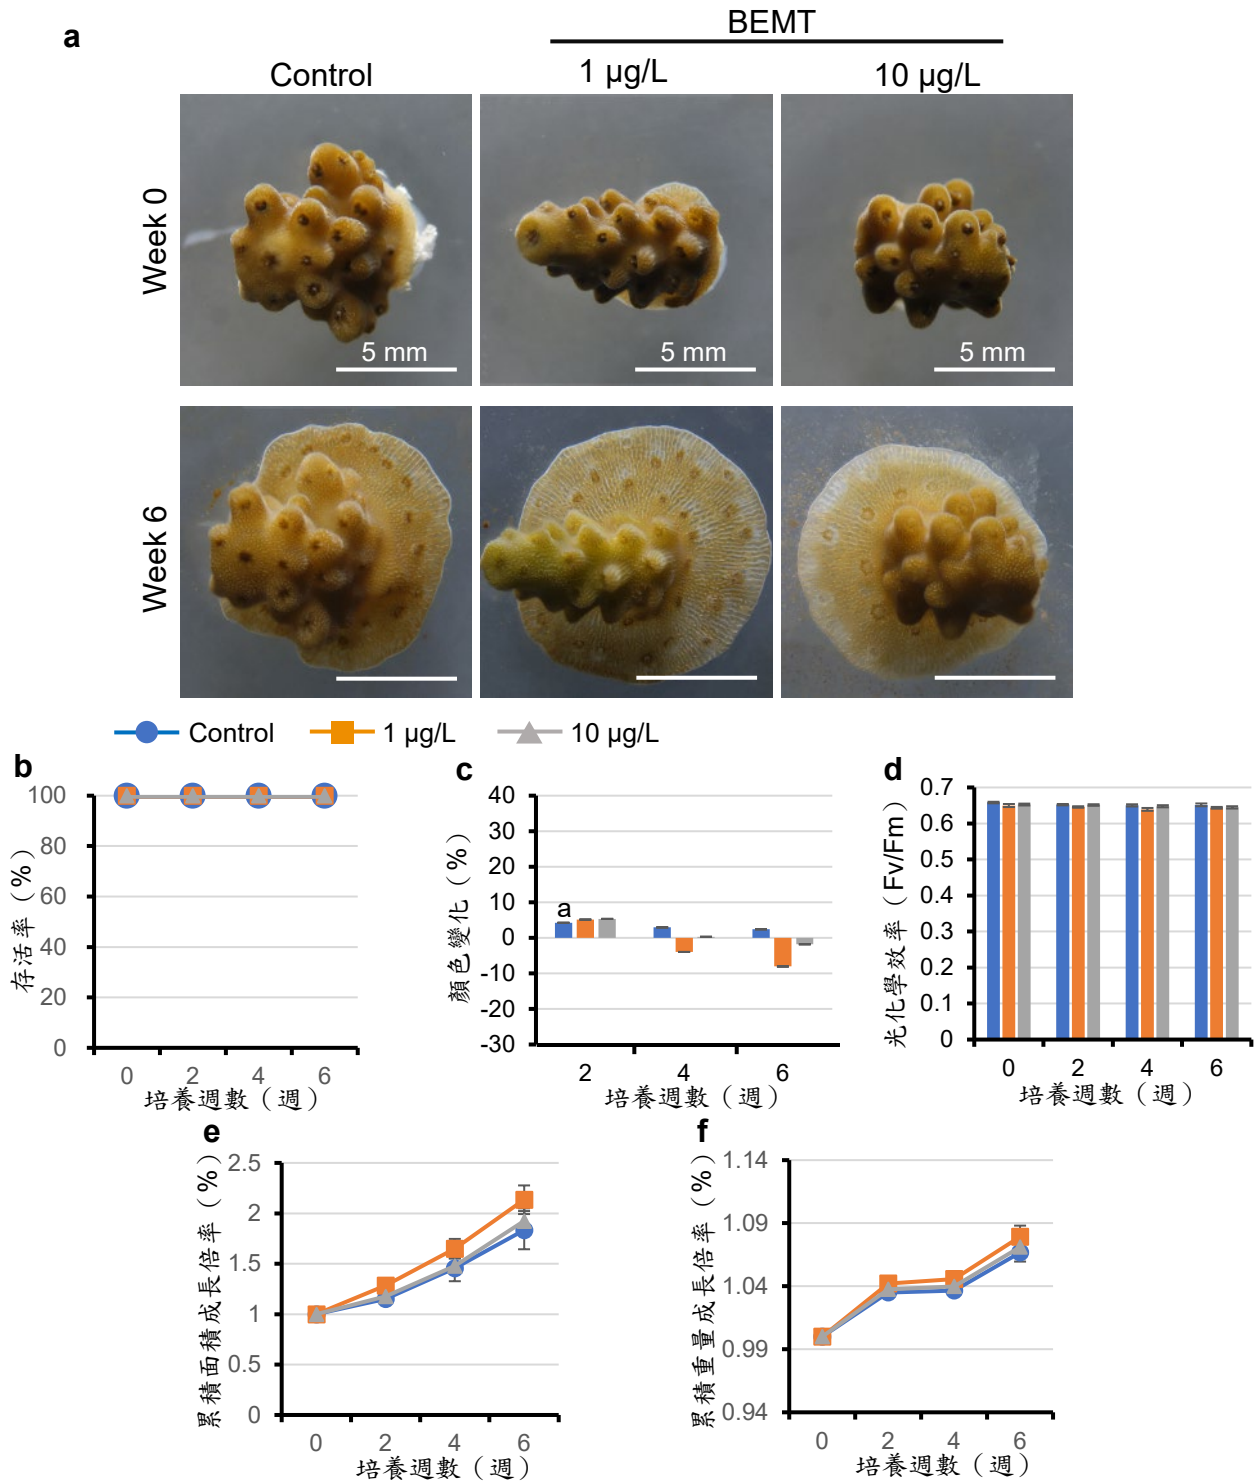 a
BEMT
Control
1 µg/L
10 µg/L
Week 0
5 mm
5 mm
5 mm
Week 6
Control
1 µg/L
10 µg/L
b
存活率（%）
100
80
60
40
20
0
0 2 4 6
培養週數（週）
c
顏色變化（%）
40
30
20
10
0
-10
-20
-30
a
2 4 6
培養週數（週）
d
光化學效率（Fv/Fm）
0.7
0.6
0.5
0.4
0.3
0.2
0.1
0
0 2 4 6
培養週數（週）
e
累積面積成長倍率（%）
2.5
2
1.5
1
0.5
0
0 2 4 6
培養週數（週）
f
累積重量成長倍率（%）
1.14
1.09
1.04
0.99
0.94
0 2 4 6
培養週數（週）